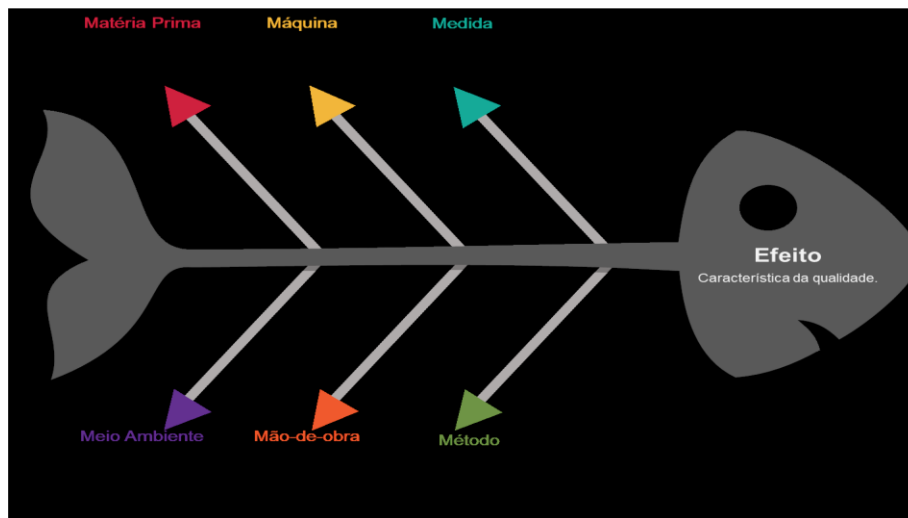 Matéria Prima
Máquina
Medida
Efeito
Característica da qualidade.
Meio Ambiente
Mão-de-obra
Método